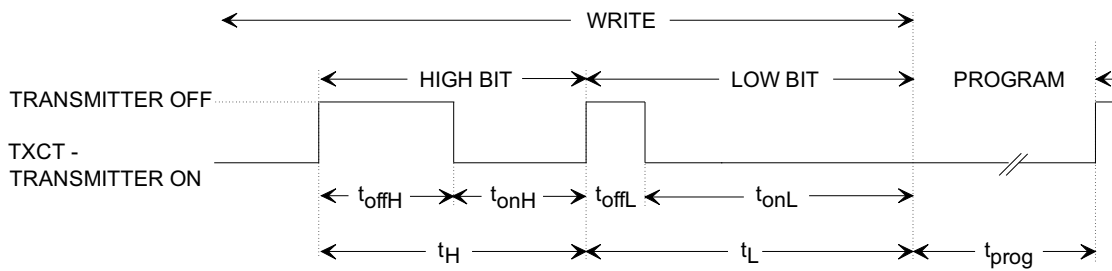 WRITE
HIGH BIT LOW BIT PROGRAM
TRANSMITTER OFF
TXCT -
TRANSMITTER ON
toffH tonH toffL tonL
tH tL tprog